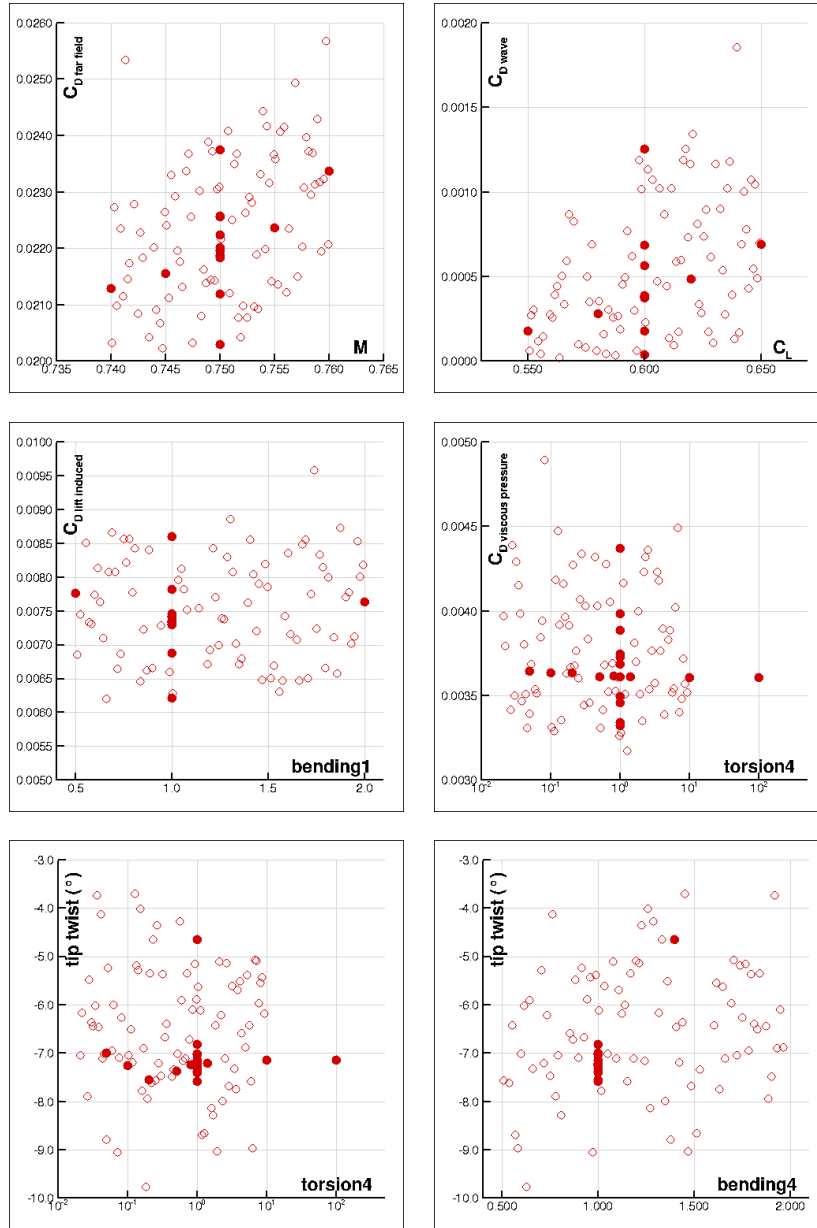 0.0260
0.0250
0.0240
0.0230
0.0220
0.0210
0.0200
C_D far field
0.735 0.740 0.745 0.750 0.755 0.760 0.765
M
0.0020
0.0015
0.0010
0.0005
0.0000
C_D wave
0.550 0.600 0.650
C_L
0.0100
0.0095
0.0090
0.0085
0.0080
0.0075
0.0070
0.0065
0.0060
0.0055
0.0050
C_D lift induced
0.5 1.0 1.5 2.0
bending1
0.0050
0.0045
0.0040
0.0035
0.0030
C_D viscous pressure
10^-2 10^-1 10^0 10^1 10^2
torsion4
-3.0
-4.0
-5.0
-6.0
-7.0
-8.0
-9.0
-10.0
tip twist (°)
10^-2 10^-1 10^0 10^1 10^2
torsion4
-3.0
-4.0
-5.0
-6.0
-7.0
-8.0
-9.0
-10.0
tip twist (°)
0.500 1.000 1.500 2.000
bending4